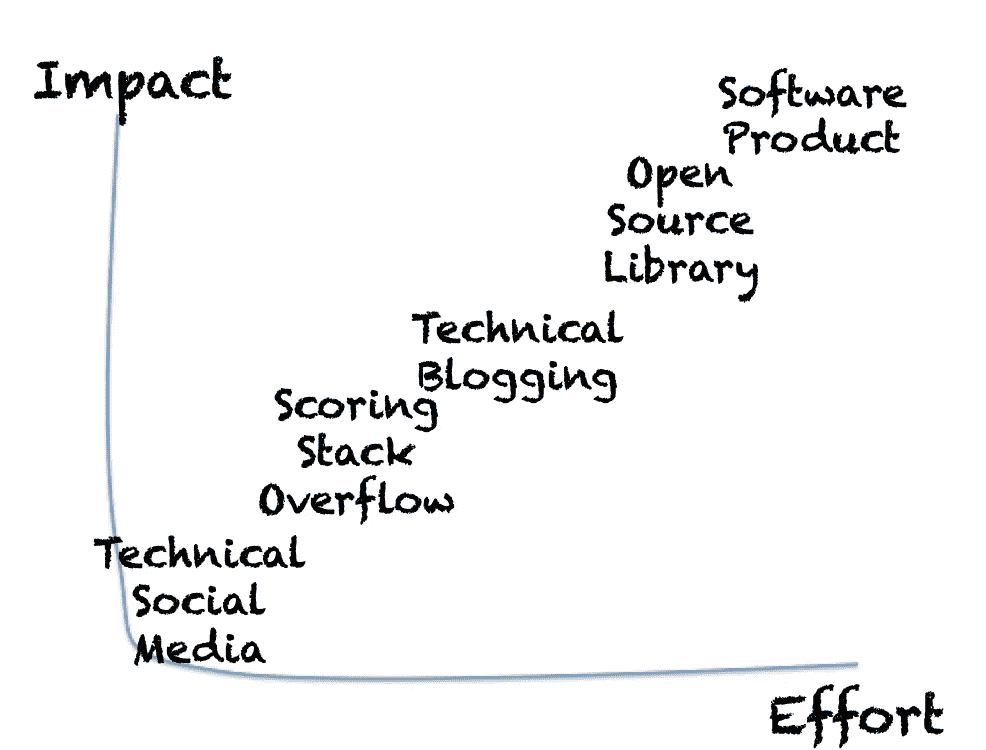 Impact
Software
Product
Open
Source
Library
Technical
Blogging
Scoring
Stack
Overflow
Technical
Social
Media
Effort